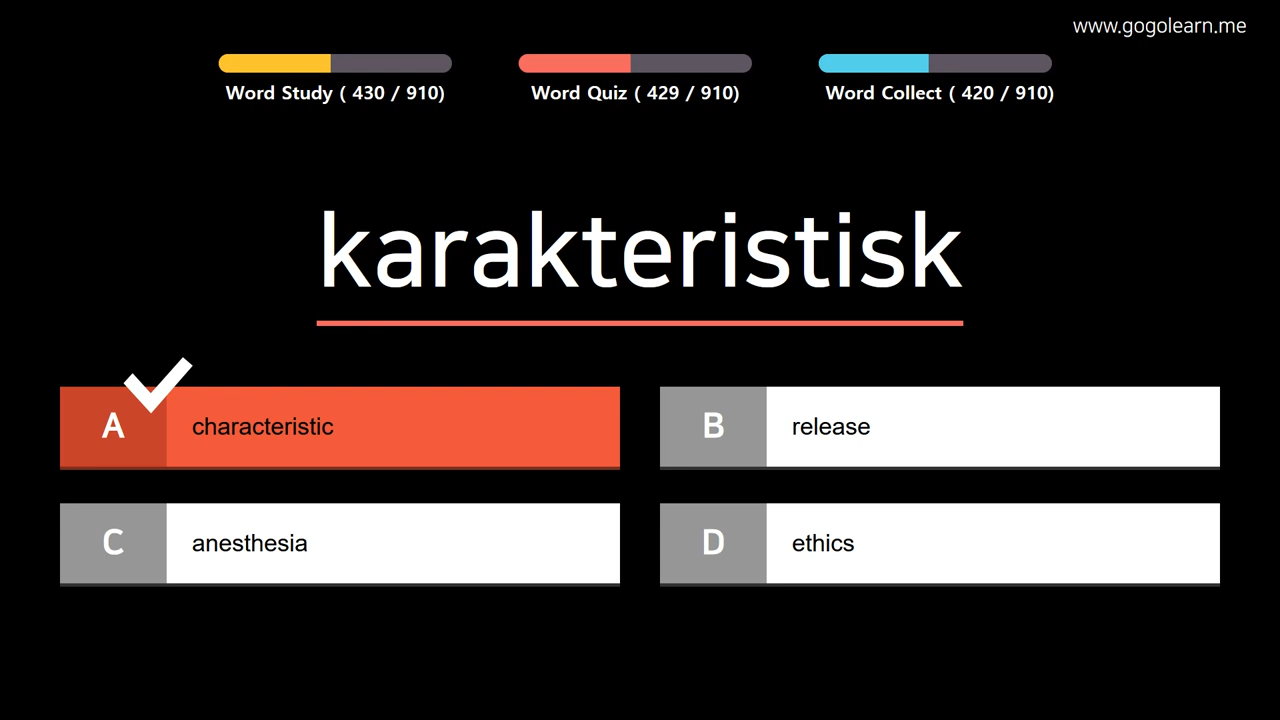 www.gogolearn.me
Word Study ( 430 / 910)
Word Quiz ( 429 / 910)
Word Collect ( 420 / 910)
karakteristisk
A characteristic
B release
C anesthesia
D ethics